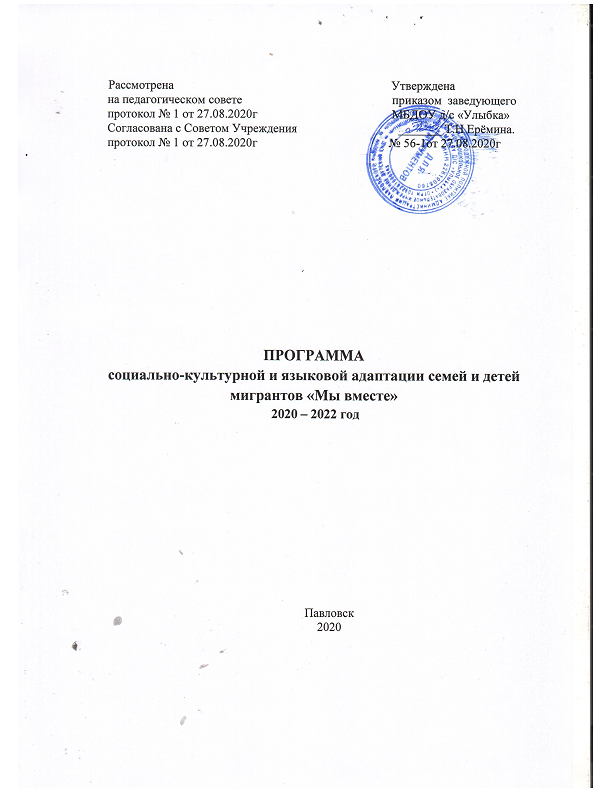 Рассмотрена
на педагогическом совете
протокол № 1 от 27.08.2020г
Согласована с Советом Учреждения
протокол № 1 от 27.08.2020г
Утверждена
приказом заведующего
МБДОУ д/с «Улыбка»
Т.Н.Ерёмина.
№ 56-1от 27.08.2020г
ДЛЯ
ДОКУМЕНТОВ
ПРОГРАММА
социально-культурной и языковой адаптации семей и детей
мигрантов «Мы вместе»
2020 – 2022 год
Павловск
2020